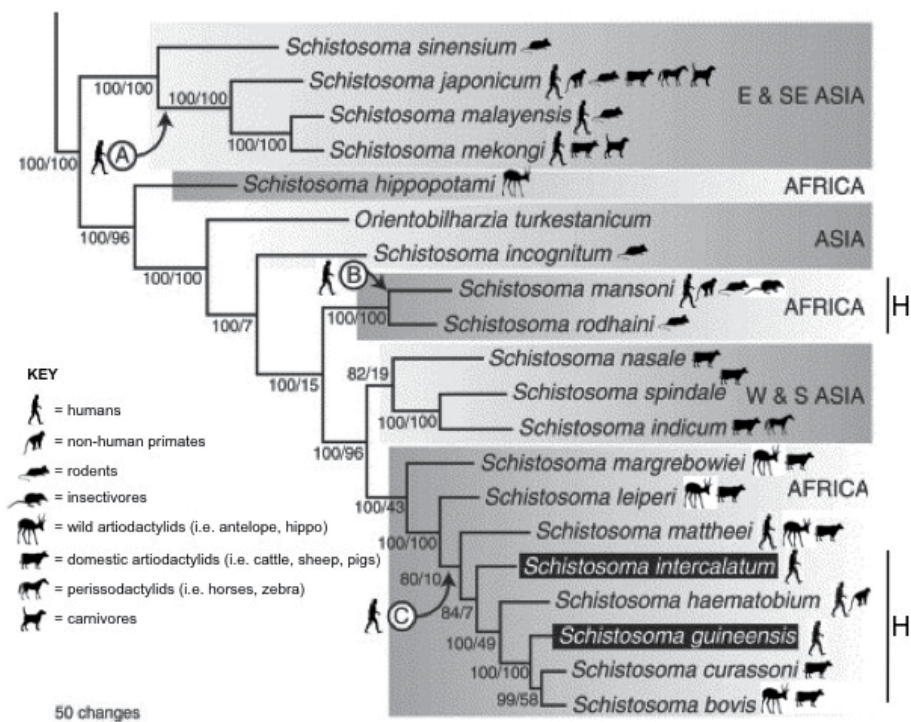 Schistosoma sinensium
100/100
Schistosoma japonicum
100/100
E & SE ASIA
Schistosoma malayensis
100/100
A
Schistosoma mekongi
100/100
Schistosoma hippopotami
AFRICA
100/96
Orientobilharzia turkestanicum
ASIA
100/100
Schistosoma incognitum
B
Schistosoma mansoni
AFRICA
H
100/7
100/100
Schistosoma rodhaini
Schistosoma nasale
82/19
100/15
Schistosoma spindale
W & S ASIA
100/100
Schistosoma indicum
100/96
Schistosoma margrebowiei
AFRICA
Schistosoma leiperi
100/43
Schistosoma mattheei
100/100
Schistosoma intercalatum
80/10
Schistosoma haematobium
C
84/7
H
Schistosoma guineensis
100/49
Schistosoma curassoni
100/100
Schistosoma bovis
99/58
KEY
= humans
= non-human primates
= rodents
= insectivores
= wild artiodactylids (i.e. antelope, hippo)
= domestic artiodactylids (i.e. cattle, sheep, pigs)
= perissodactylids (i.e. horses, zebra)
= carnivores
50 changes